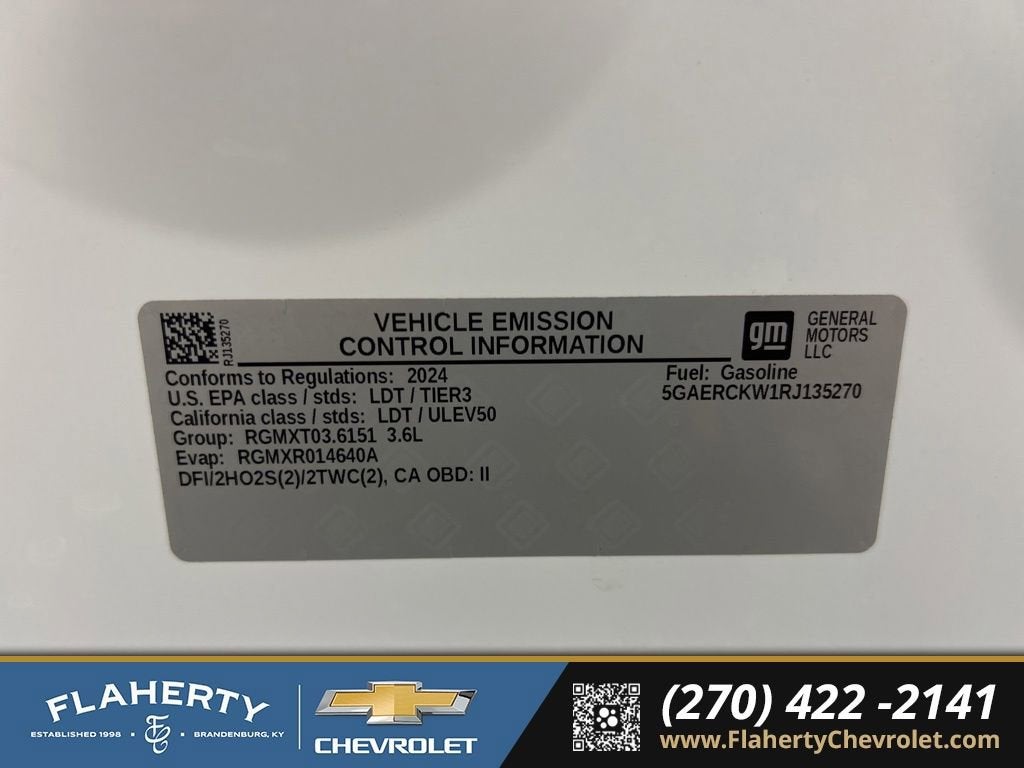 RJ135270
VEHICLE EMISSION
CONTROL INFORMATION
gm
GENERAL
MOTORS
LLC
Conforms to Regulations: 2024
U.S. EPA class / stds: LDT / TIER3
California class / stds: LDT / ULEV50
Group: RGMXT03.6151 3.6L
Evap: RGMXR014640A
DFI/2HO2S(2)/2TWC(2), CA OBD: II
Fuel: Gasoline
5GAERCKW1RJ135270
FLAHERTY
ESTABLISHED 1998 • FC • BRANDENBURG, KY
CHEVROLET
(270) 422 -2141
www.FlahertyChevrolet.com